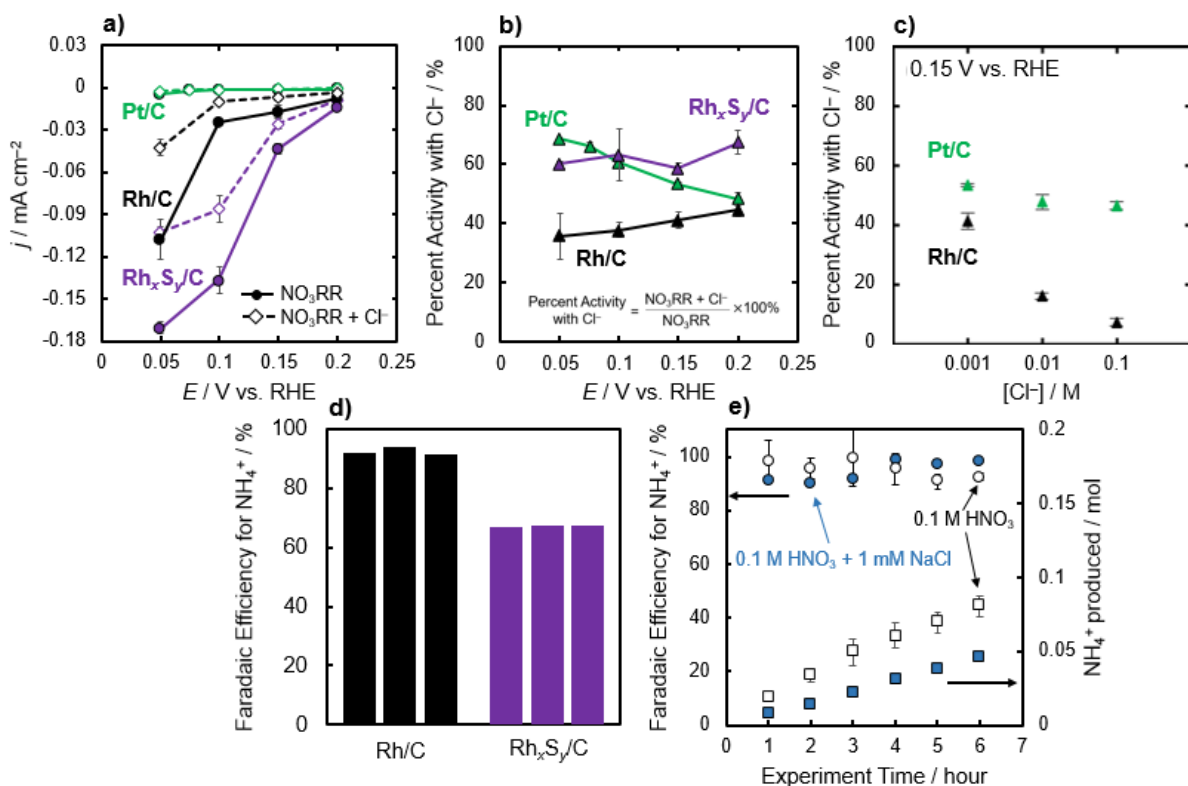 a)
j / mA cm⁻²
0.03
0
-0.03
-0.06
-0.09
-0.12
-0.15
-0.18
Pt/C
Rh/C
RhₓSᵧ/C
NO₃RR
NO₃RR + Cl⁻
0 0.05 0.1 0.15 0.2 0.25
E / V vs. RHE
b)
Percent Activity with Cl⁻ / %
100
80
60
40
20
0
Pt/C
RhₓSᵧ/C
Rh/C
Percent Activity with Cl⁻ = NO₃RR + Cl⁻ / NO₃RR ×100%
0 0.05 0.1 0.15 0.2 0.25
E / V vs. RHE
c)
Percent Activity with Cl⁻ / %
100
80
60
40
20
0
0.15 V vs. RHE
Pt/C
Rh/C
0.001 0.01 0.1
[Cl⁻] / M
d)
Faradaic Efficiency for NH₄⁺ / %
100
80
60
40
20
0
Rh/C RhₓSᵧ/C
e)
Faradaic Efficiency for NH₄⁺ / %
100
80
60
40
20
0
0.1 M HNO₃
0.1 M HNO₃ + 1 mM NaCl
0.2
0.1
0.05
0
0 1 2 3 4 5 6 7
Experiment Time / hour
0.15
NH₄⁺ produced / mol